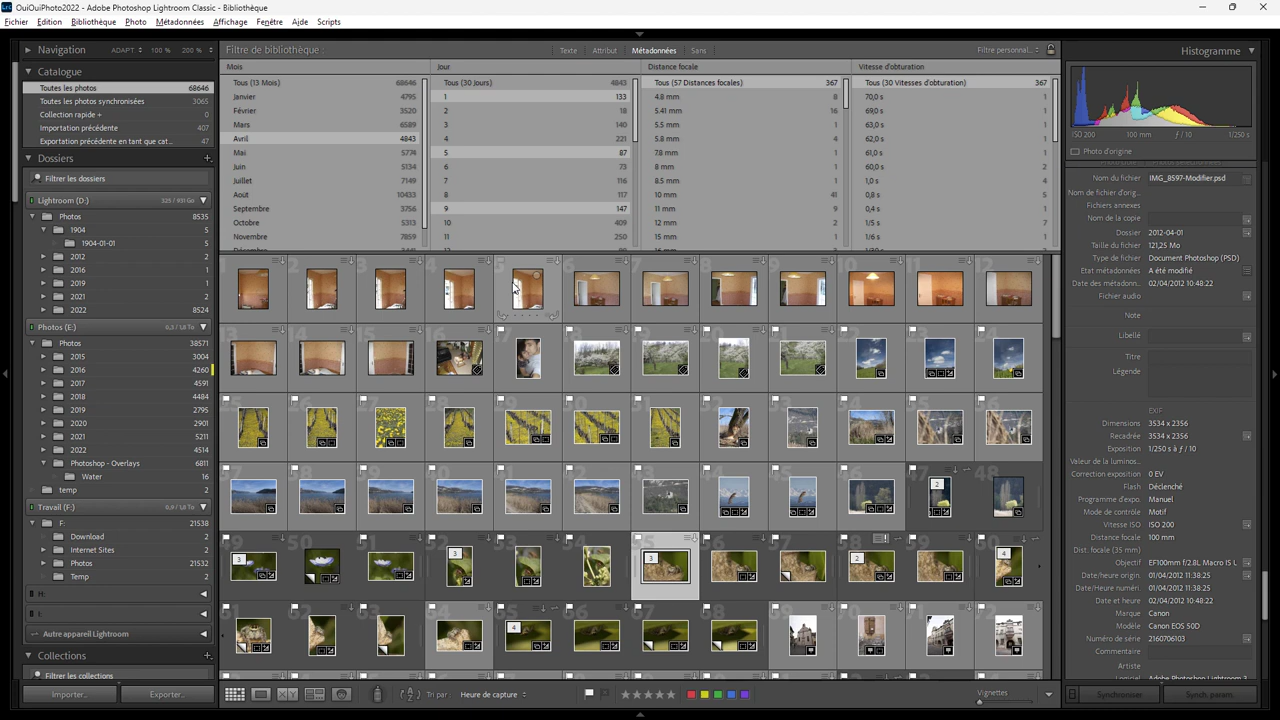 OuiOuiPhoto2022 - Adobe Photoshop Lightroom Classic - Bibliothèque
Fichier Edition Bibliothèque Photo Métadonnées Affichage Fenêtre Aide Scripts
Navigation ADAPT 100 % 200 %
Catalogue
Toutes les photos 68646
Toutes les photos synchronisées 3065
Collection rapide + 0
Importation précédente 407
Exportation précédente en tant que cat... 47
Dossiers
Filtrer les dossiers
Lightroom (D:) 325 / 931 Go
Photos 8535
1904 5
1904-01-01 5
2012 2
2016 1
2019 1
2021 2
2022 8524
Photos (E:)
Photos 38571
2015 3004
2016 4260
2017 4591
2018 4484
2019 2795
2020 2901
2021 5211
2022 4514
Photoshop - Overlays 6811
Water 16
temp 2
Travail (F:)
F: 21538
Download 2
Internet Sites 2
Photos 21532
Temp 2
H:
I:
Autre appareil Lightroom
Collections
Filtrer les collections
Importer... Exporter...
Filtre de bibliothèque : Texte Attribut Métadonnées Sans Filtre personnal...
Mois Jour Distance focale Vitesse d'obturation
Tous (13 Mois) 68646 Tous (30 Jours) 4843 Tous (57 Distances focales) 367 Tous (30 Vitesses d'obturation) 367
Janvier 4795 1 133 4.8 mm 8 70,0 s 1
Février 3520 2 18 5.41 mm 16 69,0 s 1
Mars 6589 3 140 5.5 mm 1 63,0 s 1
Avril 4843 4 221 5.8 mm 4 62,0 s 1
Mai 5774 5 87 7.8 mm 1 61,0 s 1
Juin 5134 6 73 8 mm 1 60,0 s 2
Juillet 7149 7 116 8.5 mm 1 1,0 s 4
Août 10433 8 117 10 mm 41 0,8 s 5
Septembre 3756 9 147 11 mm 9 0,4 s 1
Octobre 5313 10 409 12 mm 2 1/5 s 7
Novembre 7859 11 250 15 mm 1 1/6 s 1
Tri par : Heure de capture
Vignettes
Histogramme
ISO 200 100 mm ƒ / 10 1/250 s
Photo d'origine
Nom du fichier IMG_8597-Modifier.psd
Nom de fichier d'orig...
Fichiers annexes
Nom de la copie
Dossier 2012-04-01
Taille du fichier 121,25 Mo
Type de fichier Document Photoshop (PSD)
Etat métadonnées A été modifié
Date des métadonn... 02/04/2012 10:48:22
Fichier audio
Note
Libellé
Titre
Légende
EXIF
Dimensions 3534 x 2356
Recadrée 3534 x 2356
Exposition 1/250 s à ƒ / 10
Valeur de la luminos...
Correction exposition 0 EV
Flash Déclenché
Programme d'expo. Manuel
Mode de contrôle Motif
Vitesse ISO ISO 200
Distance focale 100 mm
Dist. focale (35 mm)
Objectif EF100mm f/2.8L Macro IS U
Date/heure origin. 01/04/2012 11:38:25
Date/Heure numéri. 01/04/2012 11:38:25
Date et heure 02/04/2012 10:48:22
Marque Canon
Modèle Canon EOS 50D
Numéro de série 2160706103
Commentaire
Artiste
Synchroniser Synch. param.